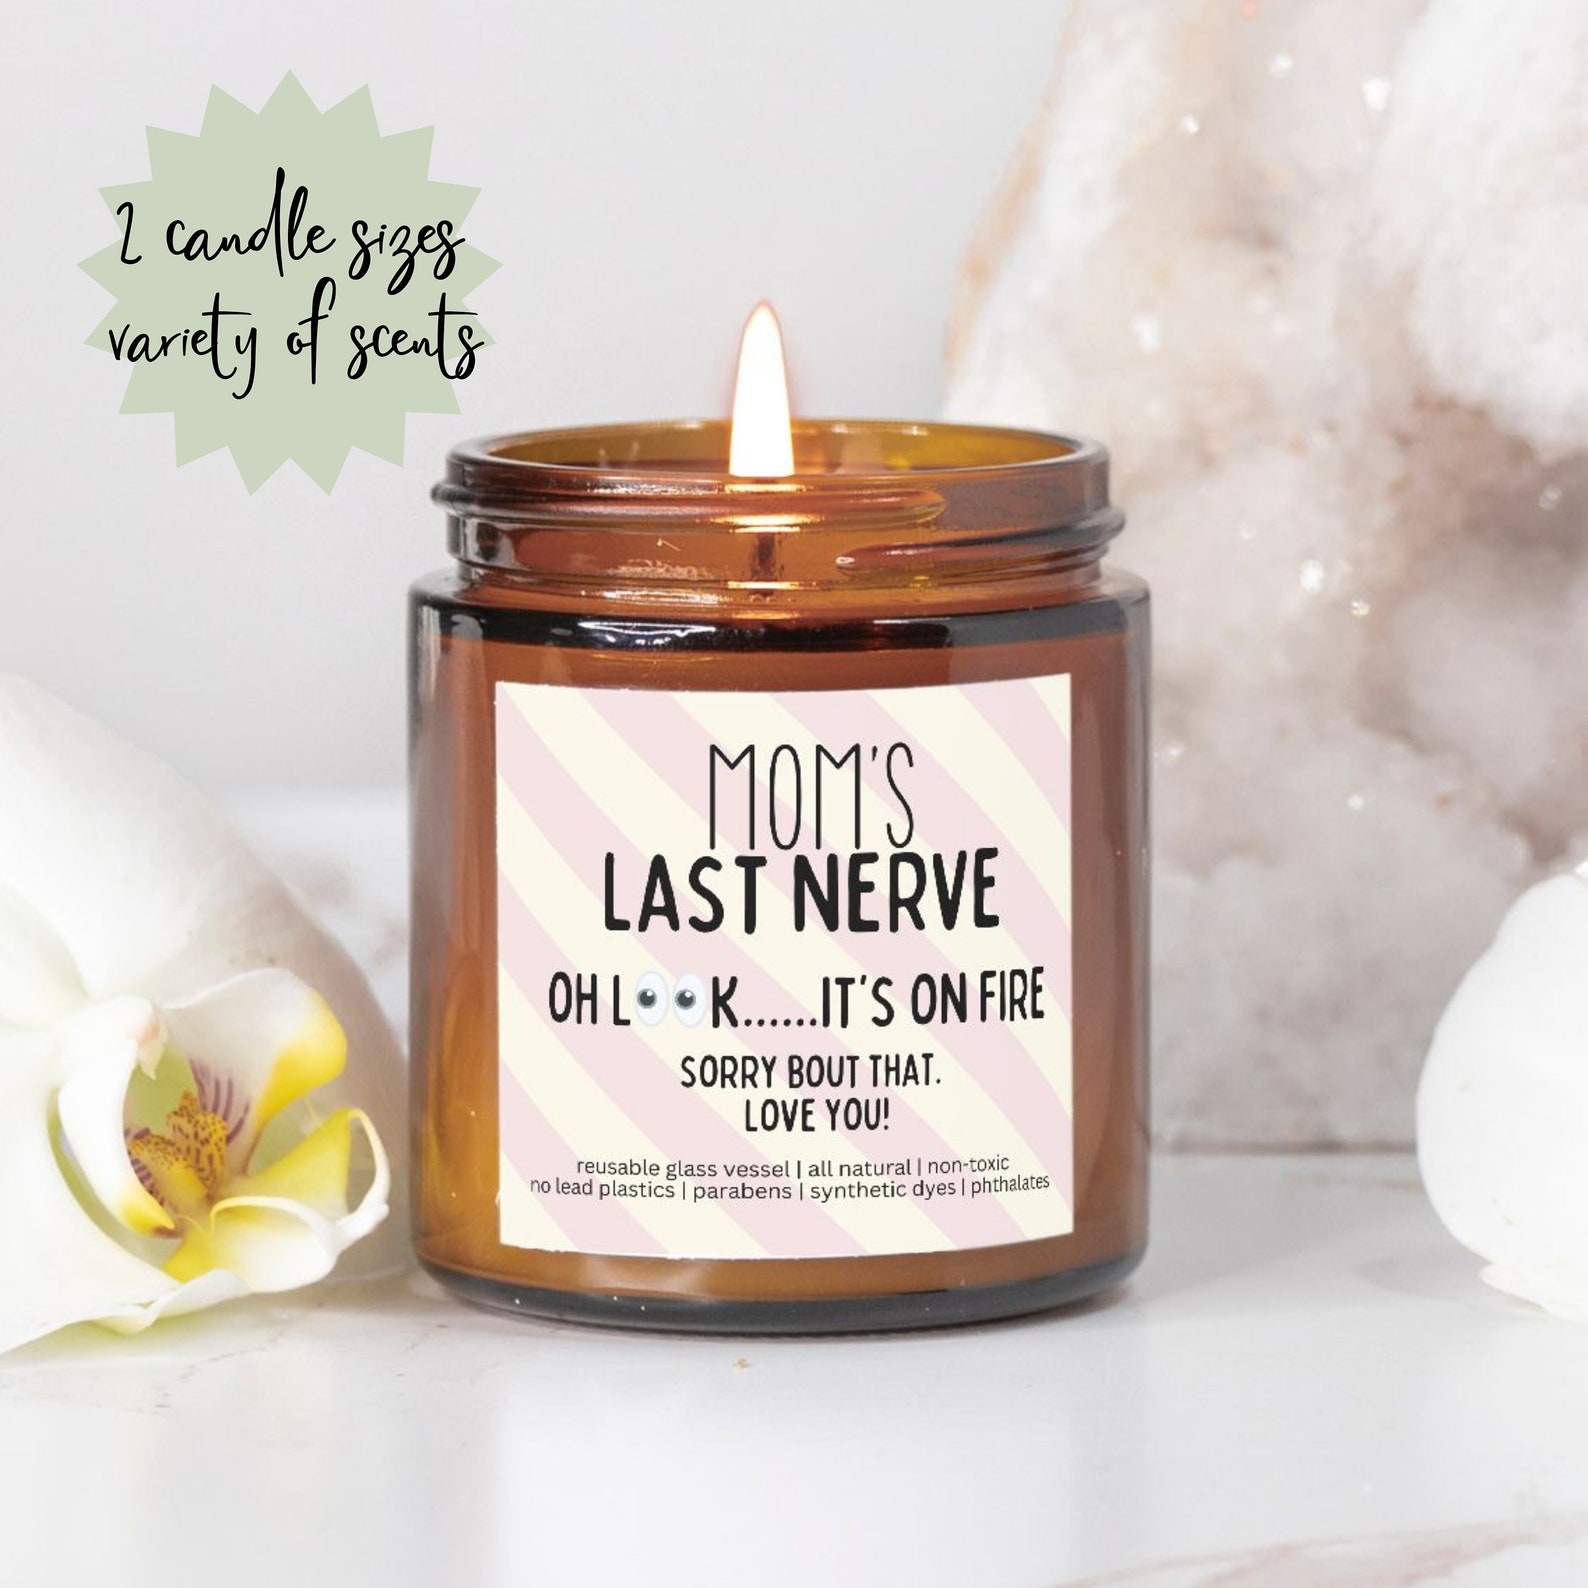 2 candle sizes
variety of scents
MOM'S
LAST NERVE
OH L👀K......IT'S ON FIRE
SORRY BOUT THAT.
LOVE YOU!
reusable glass vessel | all natural | non-toxic
no lead plastics | parabens | synthetic dyes | phthalates